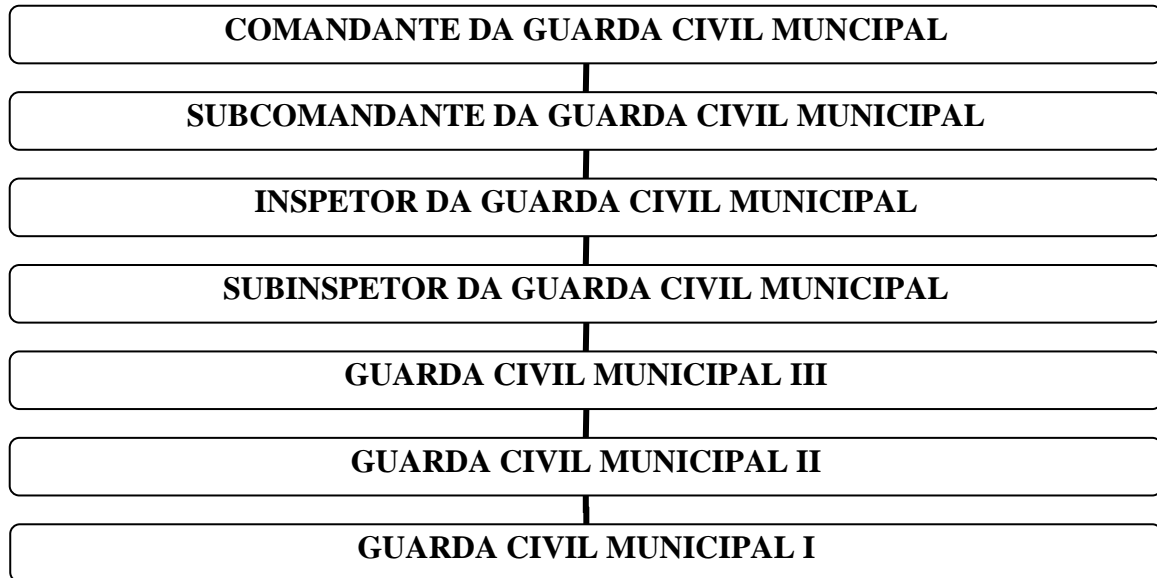 COMANDANTE DA GUARDA CIVIL MUNCIPAL
SUBCOMANDANTE DA GUARDA CIVIL MUNICIPAL
INSPETOR DA GUARDA CIVIL MUNICIPAL
SUBINSPETOR DA GUARDA CIVIL MUNICIPAL
GUARDA CIVIL MUNICIPAL III
GUARDA CIVIL MUNICIPAL II
GUARDA CIVIL MUNICIPAL I